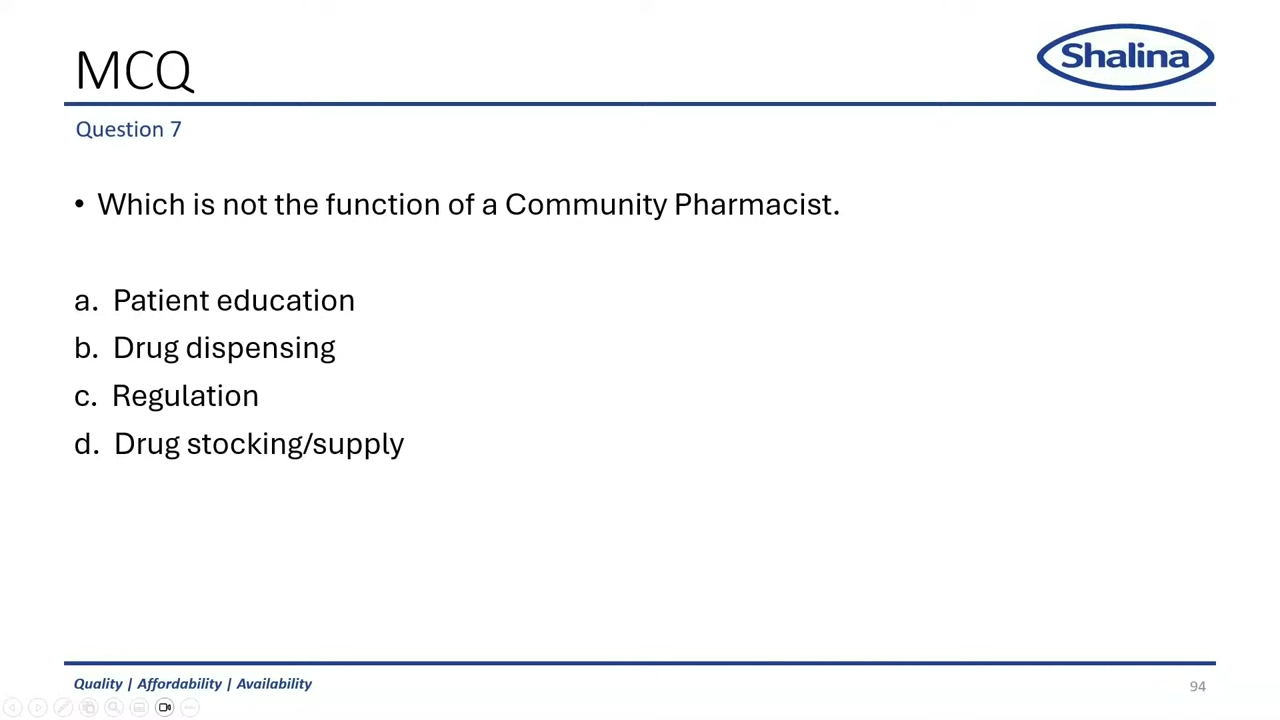 MCQ
Shalina
Question 7
• Which is not the function of a Community Pharmacist.
a. Patient education
b. Drug dispensing
c. Regulation
d. Drug stocking/supply
Quality | Affordability | Availability
94